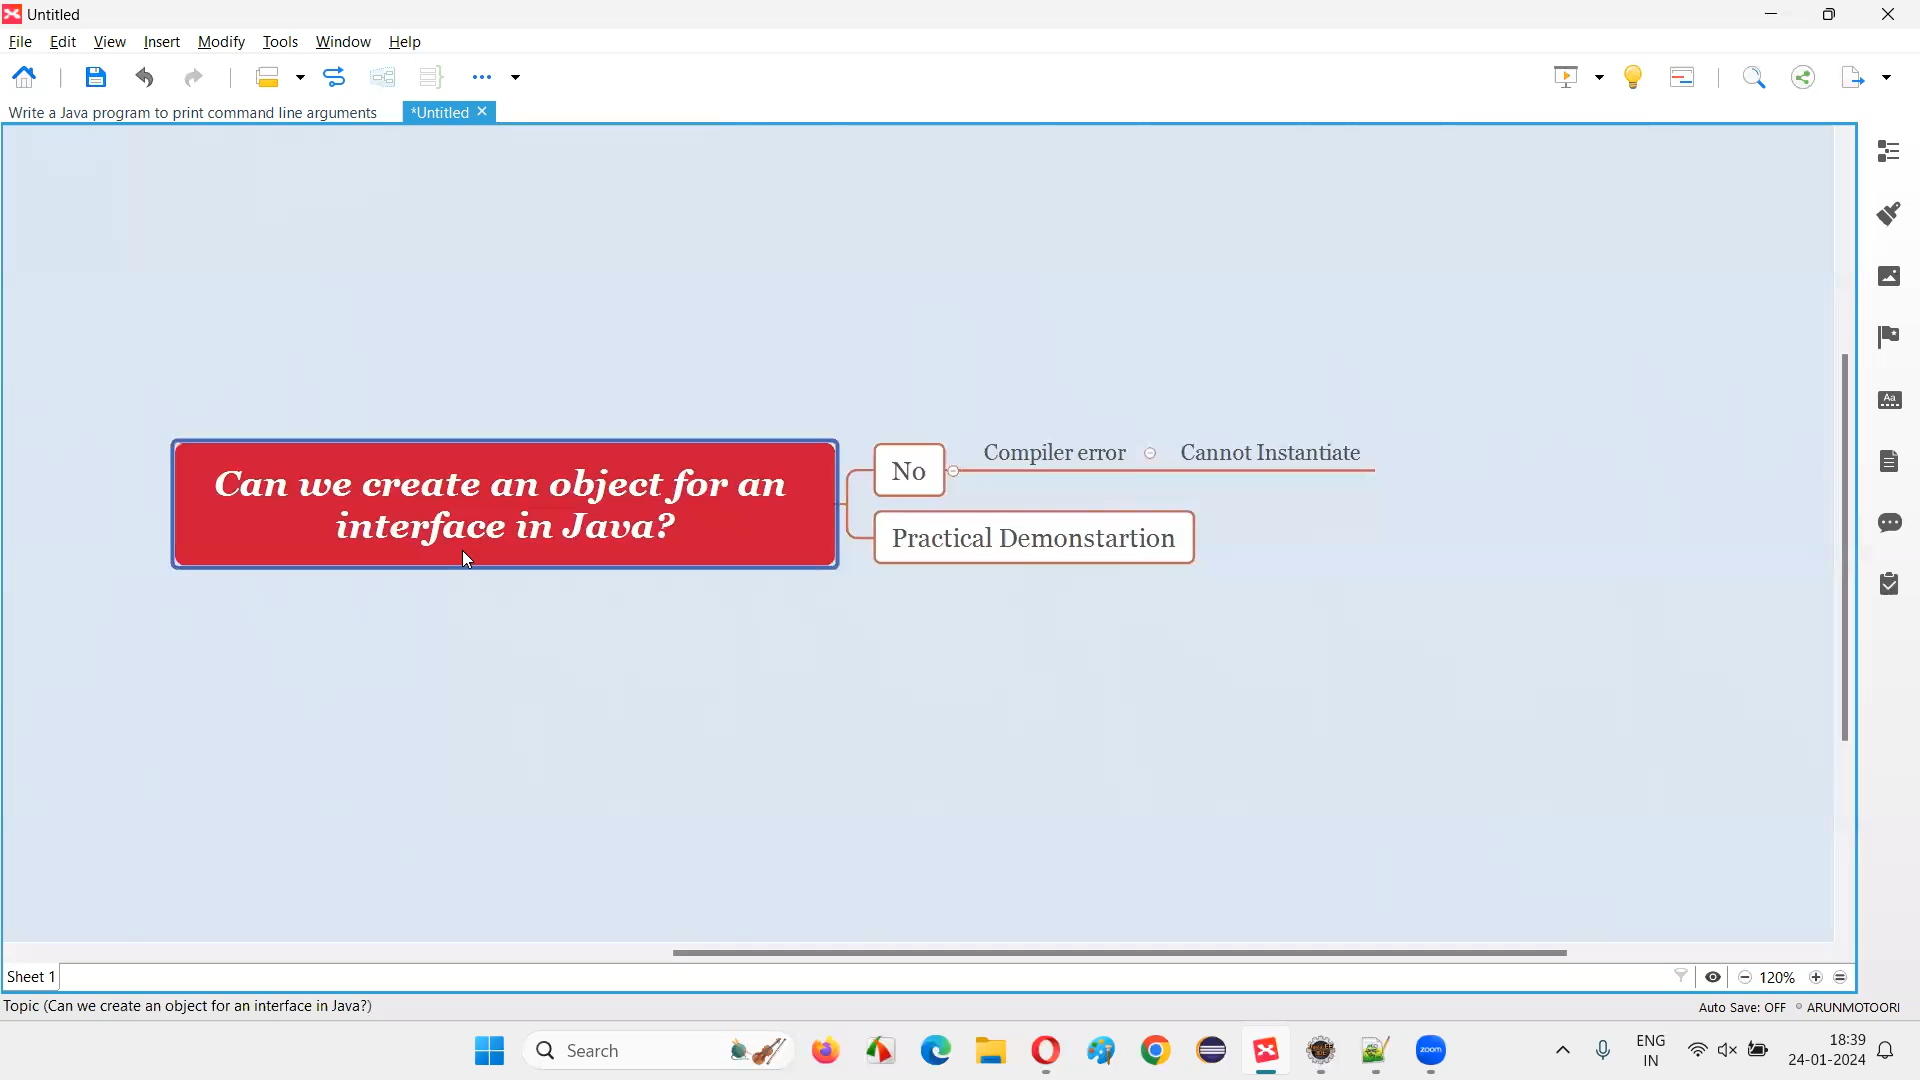 Untitled
File Edit View Insert Modify Tools Window Help
Write a Java program to print command line arguments *Untitled
Can we create an object for an
interface in Java?
No
Compiler error Cannot Instantiate
Practical Demonstartion
Aa
Sheet 1
120%
Topic (Can we create an object for an interface in Java?)
Auto Save: OFF ARUNMOTOORI
Search
zoom
ENG
IN
18:39
24-01-2024